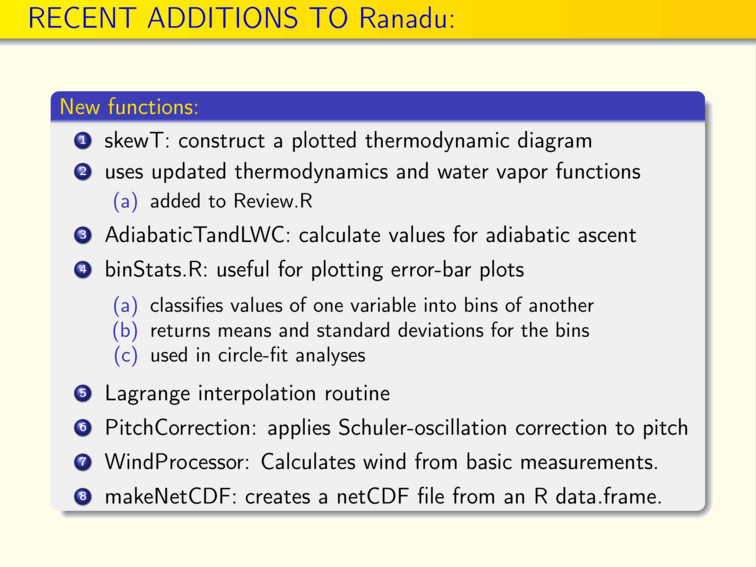 RECENT ADDITIONS TO Ranadu:
New functions:
1 skewT: construct a plotted thermodynamic diagram
2 uses updated thermodynamics and water vapor functions
(a) added to Review.R
3 AdiabaticTandLWC: calculate values for adiabatic ascent
4 binStats.R: useful for plotting error-bar plots
(a) classifies values of one variable into bins of another
(b) returns means and standard deviations for the bins
(c) used in circle-fit analyses
5 Lagrange interpolation routine
6 PitchCorrection: applies Schuler-oscillation correction to pitch
7 WindProcessor: Calculates wind from basic measurements.
8 makeNetCDF: creates a netCDF file from an R data.frame.